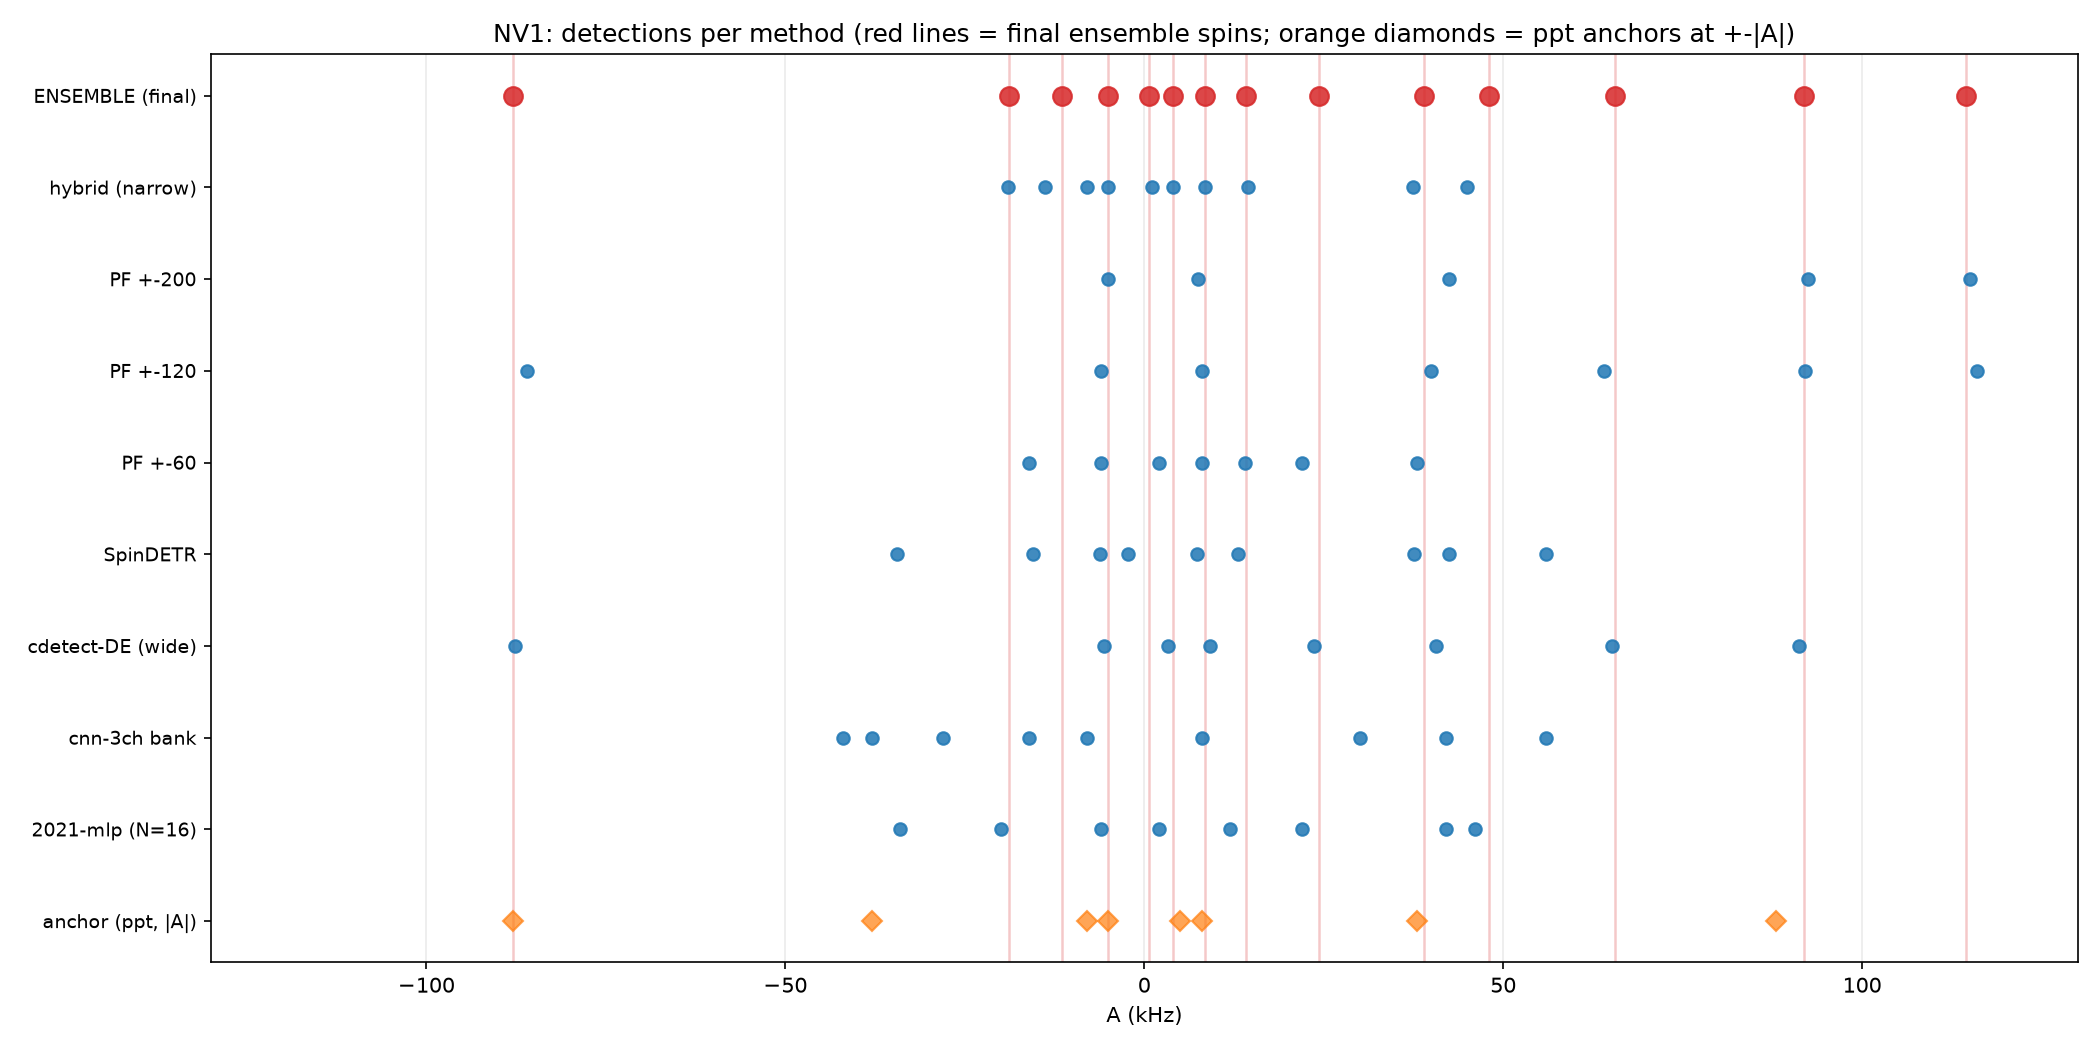 NV1: detections per method (red lines = final ensemble spins; orange diamonds = ppt anchors at +-|A|)
ENSEMBLE (final)
hybrid (narrow)
PF +-200
PF +-120
PF +-60
SpinDETR
cdetect-DE (wide)
cnn-3ch bank
2021-mlp (N=16)
anchor (ppt, |A|)
−100
−50
0
50
100
A (kHz)